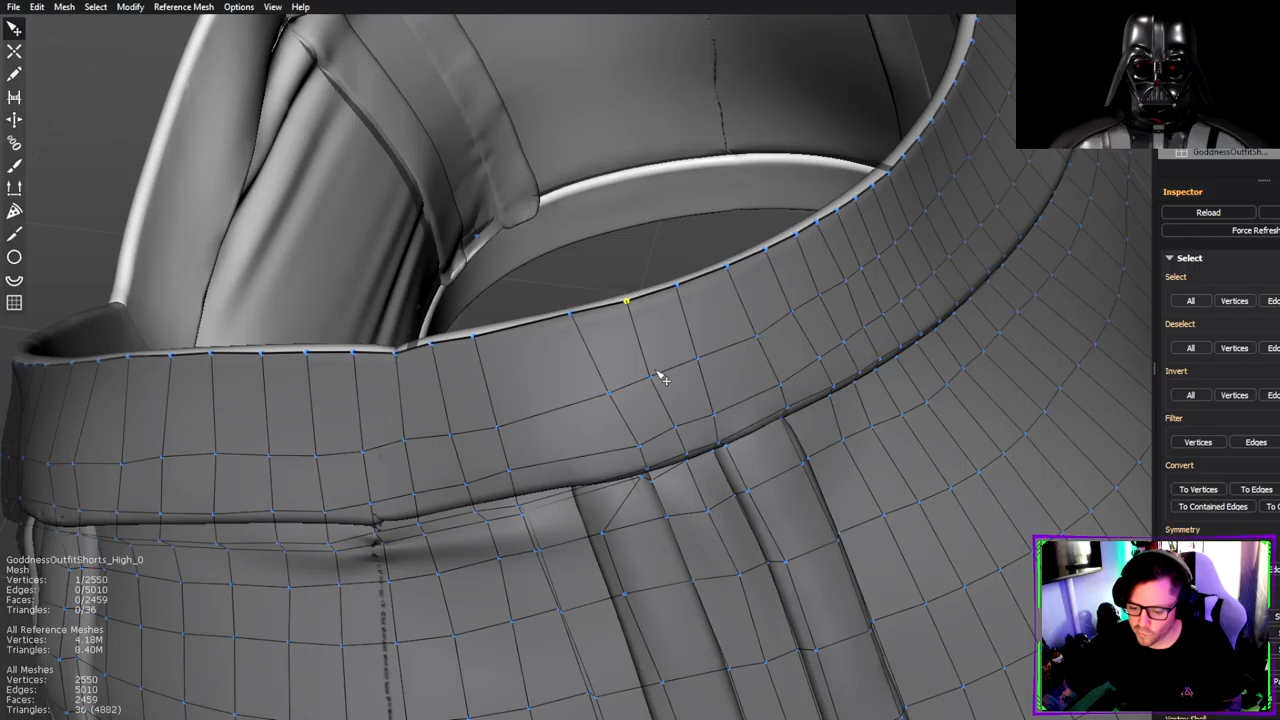 File Edit Mesh Select Modify Reference Mesh Options View Help
GoddnessOutfitSh...
Inspector
Reload
Force Refresh
Select
Select
All Vertices
Deselect
All Vertices
Invert
All Vertices
Filter
Vertices Edges
Convert
To Vertices To Edges
To Contained Edges
Symmetry
GoddnessOutfitShorts_High_0
Mesh
Vertices: 1/2550
Edges: 0/5010
Faces: 0/2459
Triangles: 0/36
All Reference Meshes
Vertices: 4.18M
Triangles: 8.40M
All Meshes
Vertices: 2550
Edges: 5010
Faces: 2459
Triangles: 36 (4882)